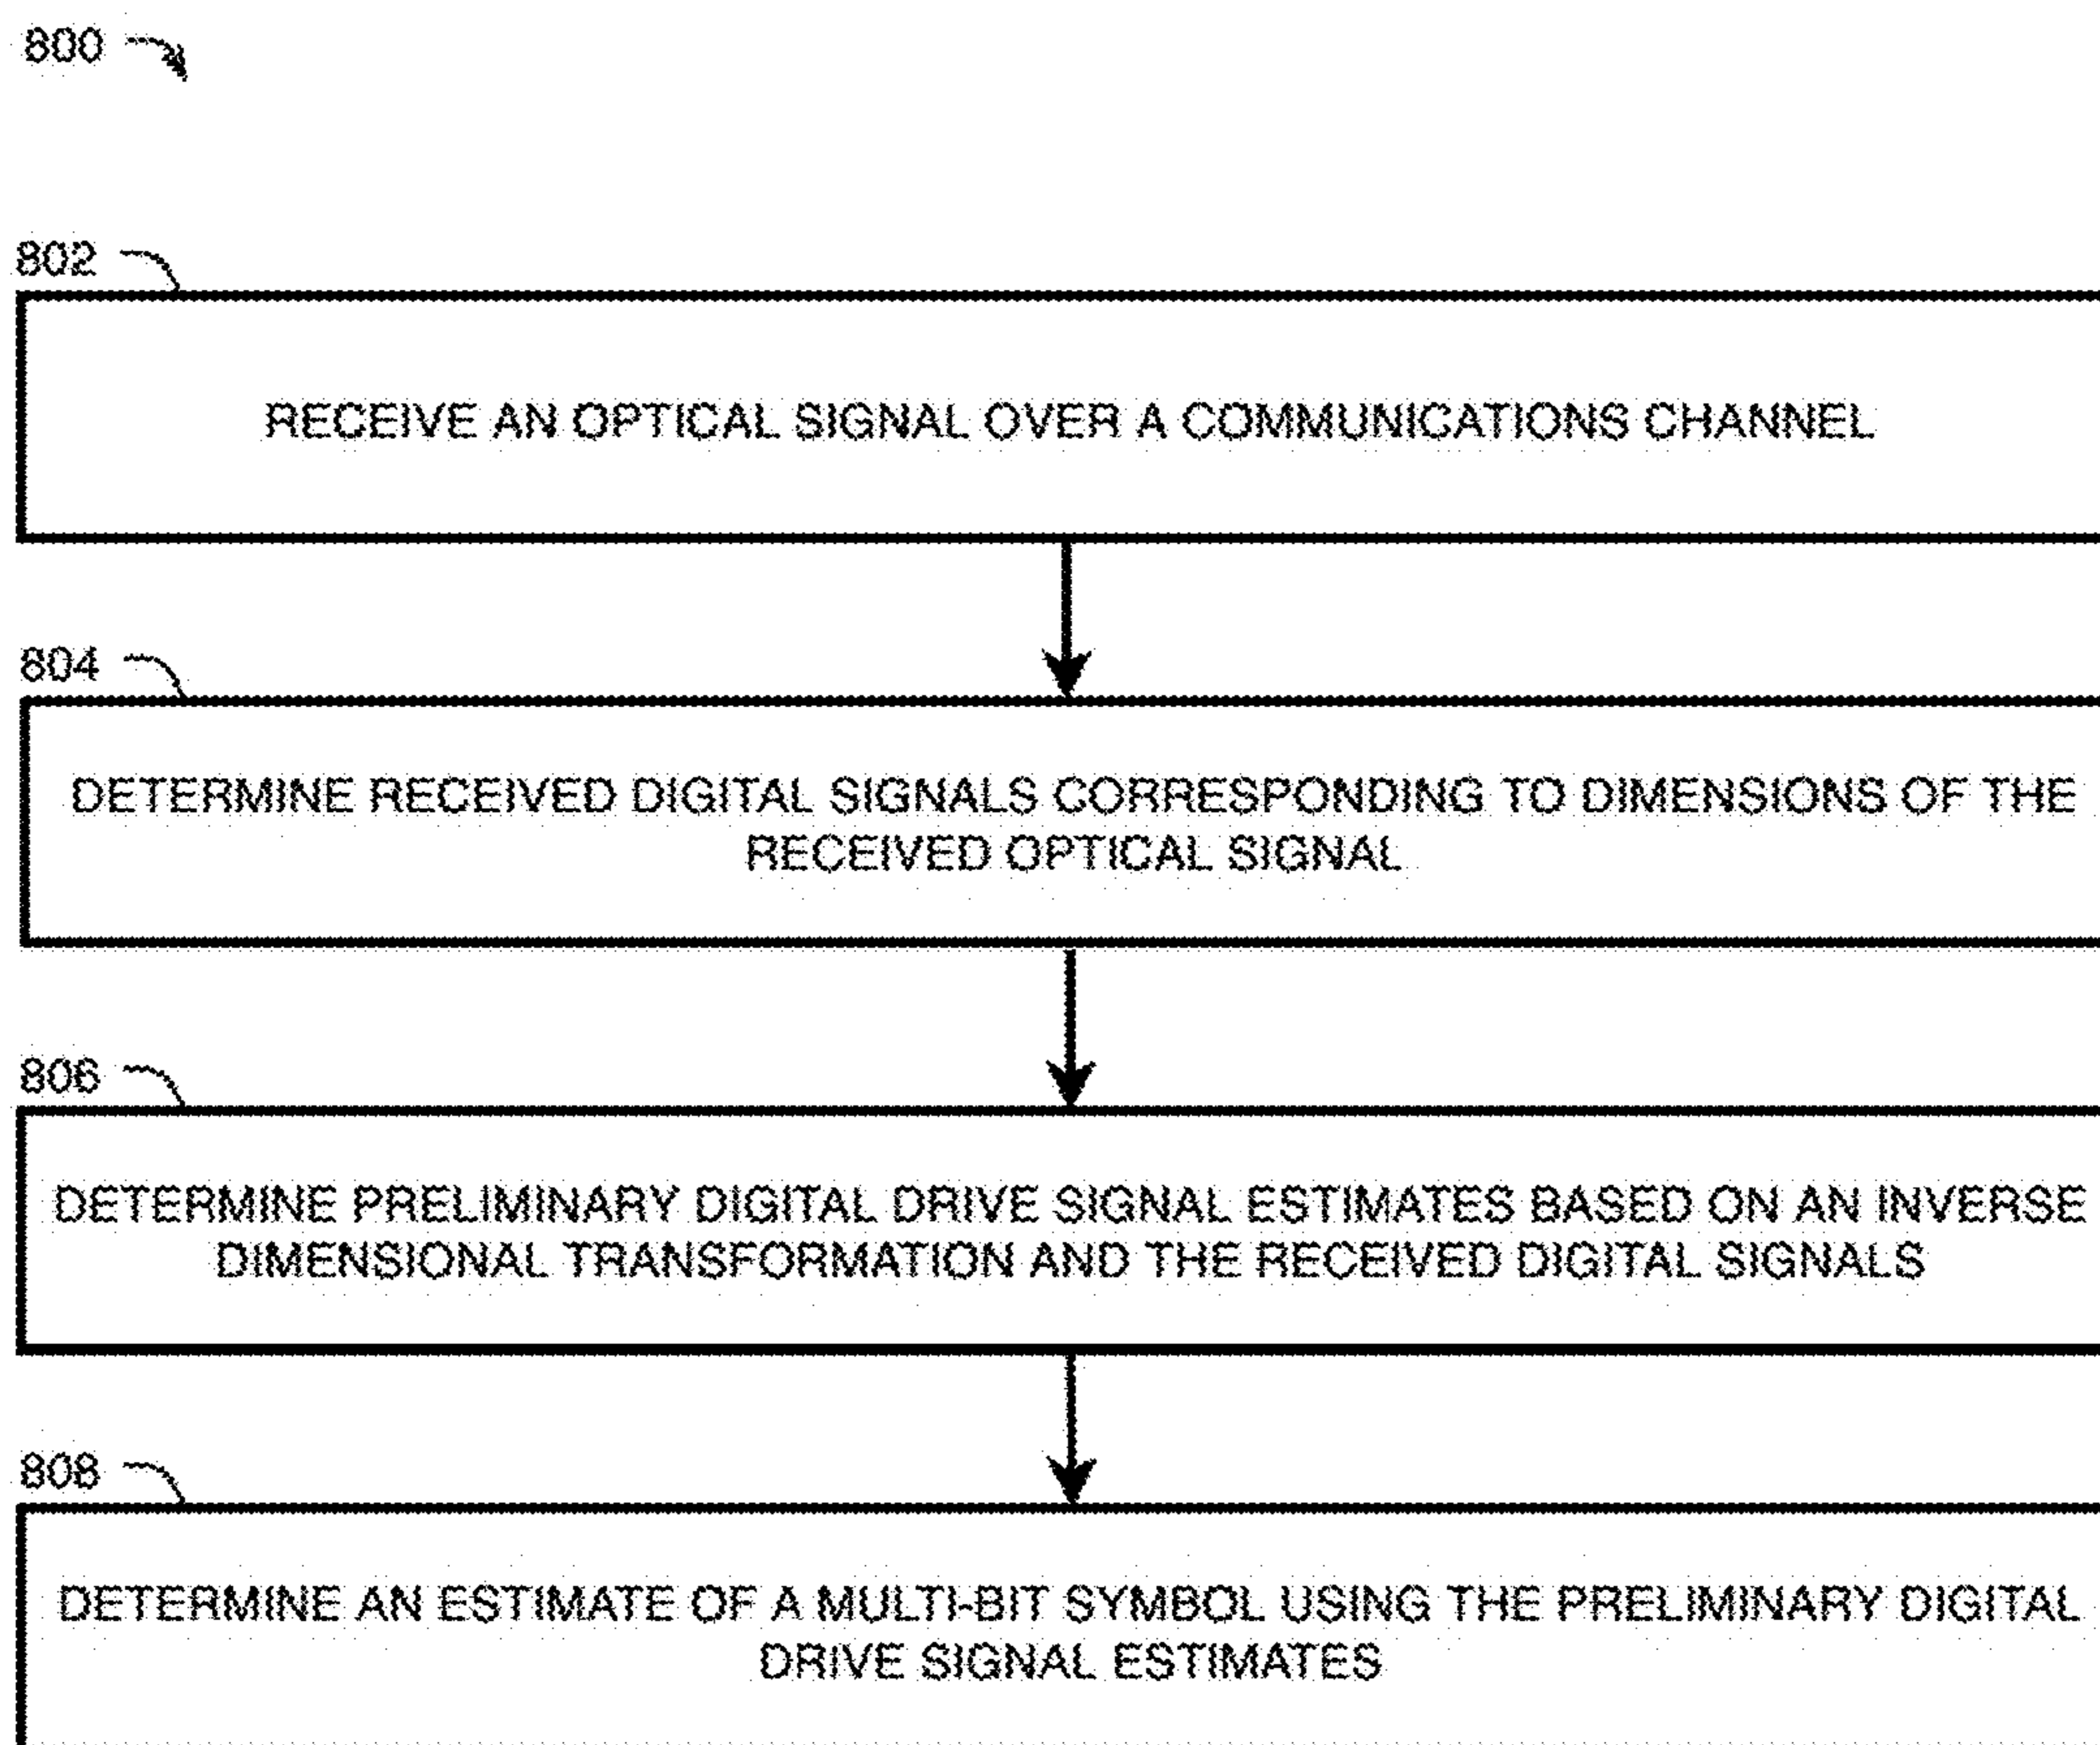 800
802
RECEIVE AN OPTICAL SIGNAL OVER A COMMUNICATIONS CHANNEL
804
DETERMINE RECEIVED DIGITAL SIGNALS CORRESPONDING TO DIMENSIONS OF THE
RECEIVED OPTICAL SIGNAL
806
DETERMINE PRELIMINARY DIGITAL DRIVE SIGNAL ESTIMATES BASED ON AN INVERSE
DIMENSIONAL TRANSFORMATION AND THE RECEIVED DIGITAL SIGNALS
808
DETERMINE AN ESTIMATE OF A MULTI-BIT SYMBOL USING THE PRELIMINARY DIGITAL
DRIVE SIGNAL ESTIMATES